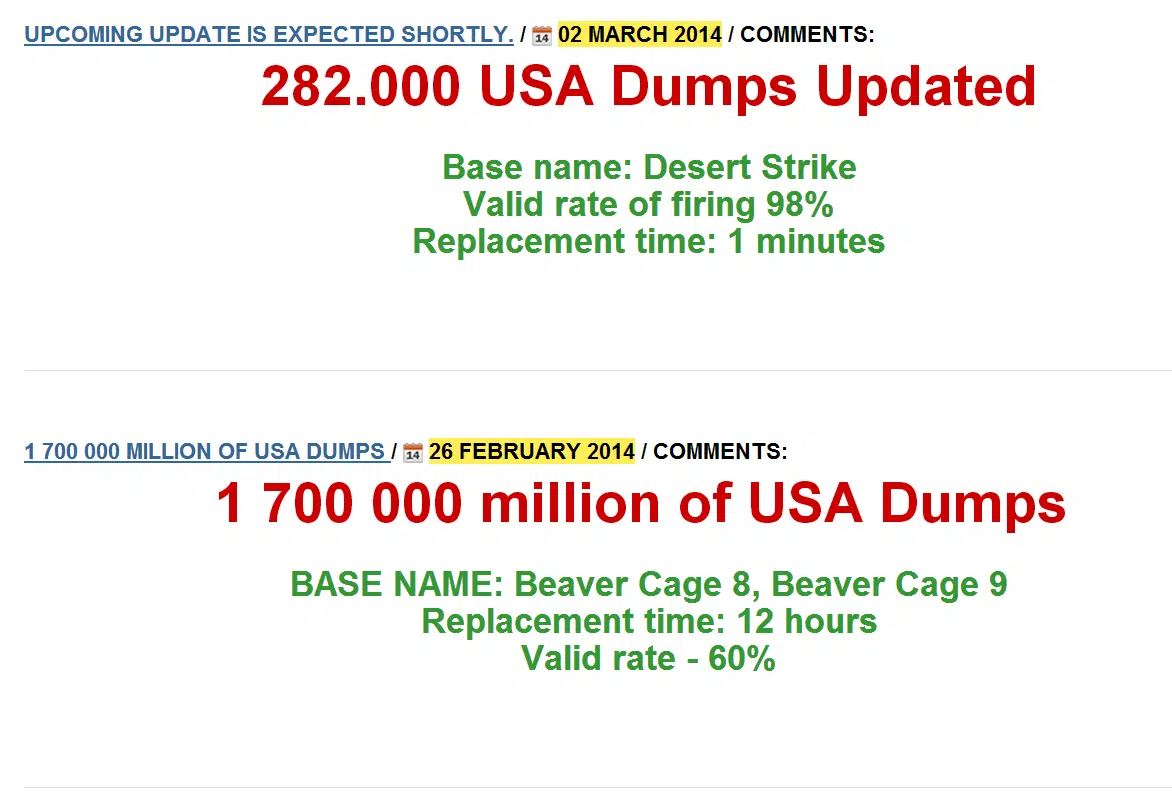 UPCOMING UPDATE IS EXPECTED SHORTLY. / 14 02 MARCH 2014 / COMMENTS:
282.000 USA Dumps Updated
Base name: Desert Strike
Valid rate of firing 98%
Replacement time: 1 minutes
1 700 000 MILLION OF USA DUMPS / 14 26 FEBRUARY 2014 / COMMENTS:
1 700 000 million of USA Dumps
BASE NAME: Beaver Cage 8, Beaver Cage 9
Replacement time: 12 hours
Valid rate - 60%